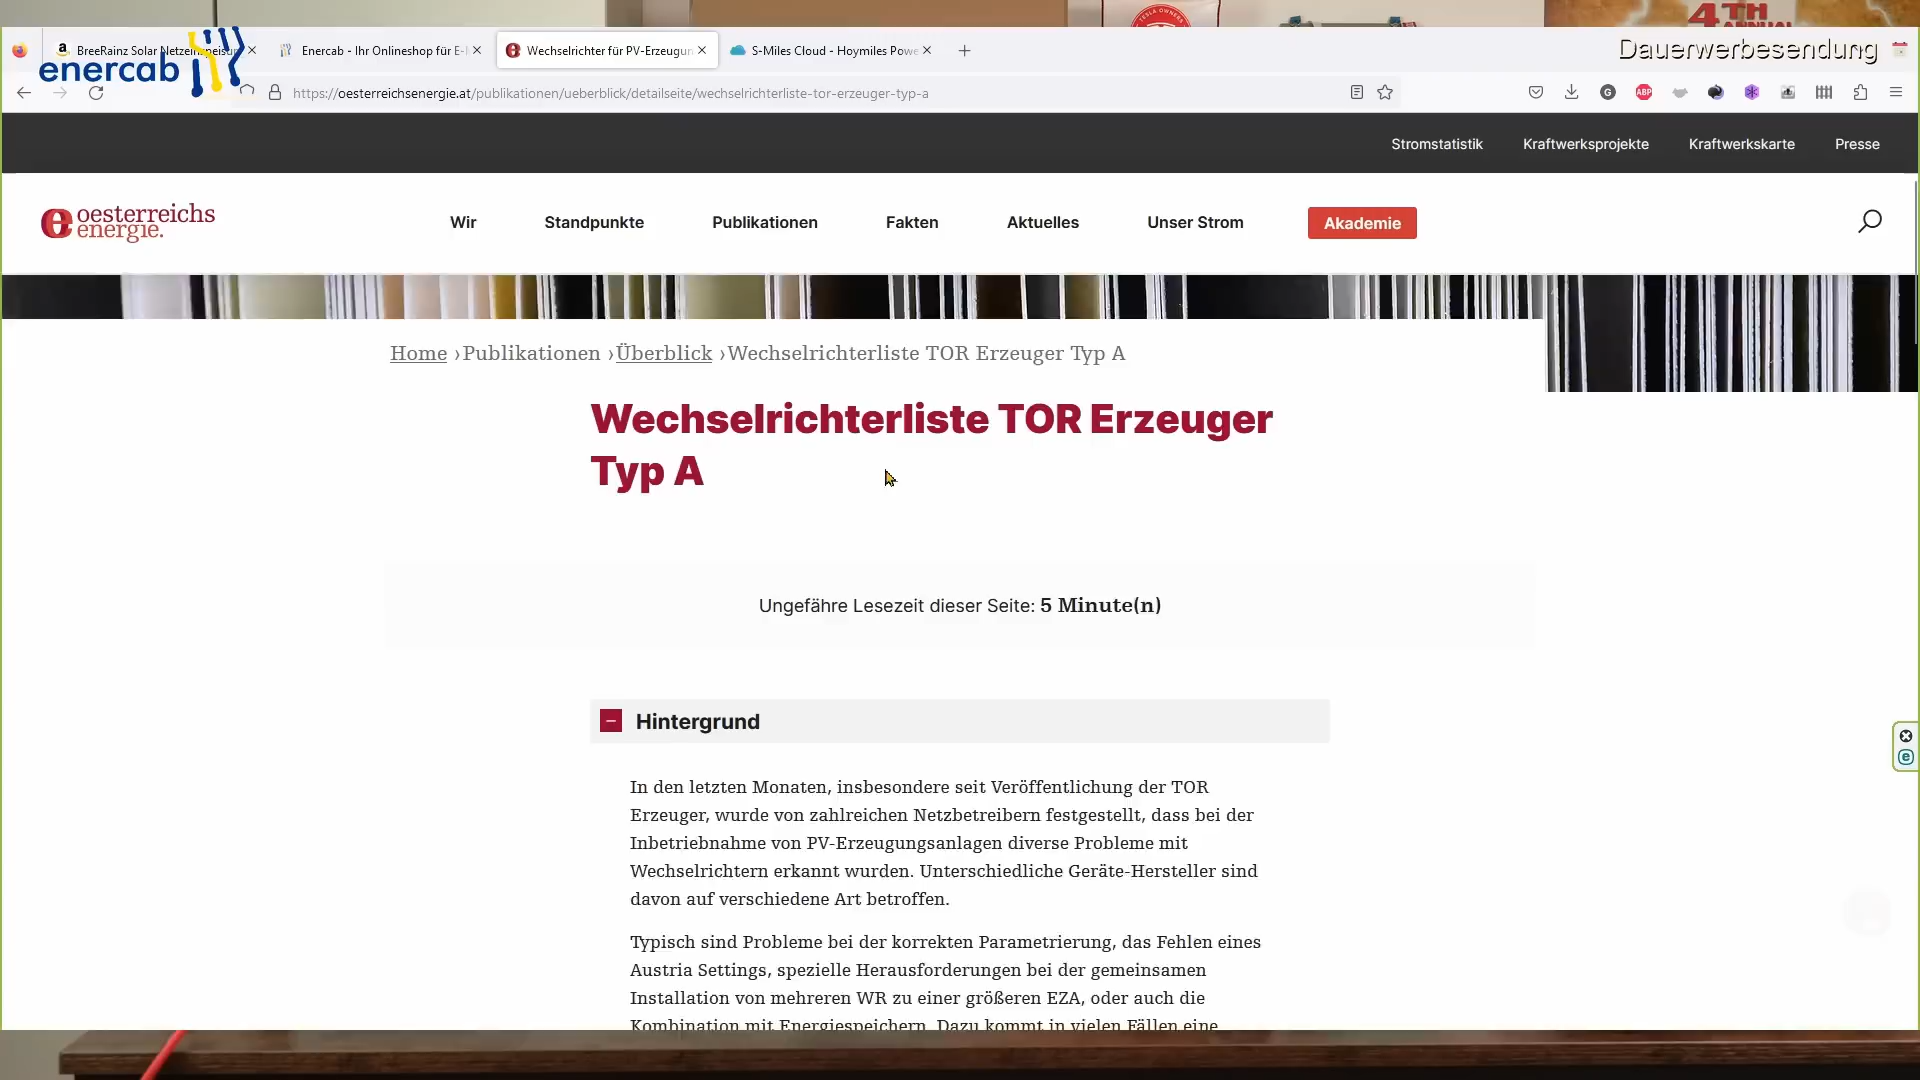 TESLA OWNERS
4TH
ANNUAL
BreeRainz Solar Netzeinspeisu
Enercab - Ihr Onlineshop für E-
Wechselrichter für PV-Erzeugun
S-Miles Cloud - Hoymiles Powe
Dauerwerbesendung
enercab
https://oesterreichsenergie.at/publikationen/ueberblick/detailseite/wechselrichterliste-tor-erzeuger-typ-a
ABP
Stromstatistik Kraftwerksprojekte Kraftwerkskarte Presse
oesterreichs
energie.
Wir Standpunkte Publikationen Fakten Aktuelles Unser Strom Akademie
Home ›Publikationen ›Überblick ›Wechselrichterliste TOR Erzeuger Typ A
Wechselrichterliste TOR Erzeuger
Typ A
Ungefähre Lesezeit dieser Seite: 5 Minute(n)
Hintergrund
In den letzten Monaten, insbesondere seit Veröffentlichung der TOR
Erzeuger, wurde von zahlreichen Netzbetreibern festgestellt, dass bei der
Inbetriebnahme von PV-Erzeugungsanlagen diverse Probleme mit
Wechselrichtern erkannt wurden. Unterschiedliche Geräte-Hersteller sind
davon auf verschiedene Art betroffen.
Typisch sind Probleme bei der korrekten Parametrierung, das Fehlen eines
Austria Settings, spezielle Herausforderungen bei der gemeinsamen
Installation von mehreren WR zu einer größeren EZA, oder auch die
Kombination mit Energiespeichern. Dazu kommt in vielen Fällen eine